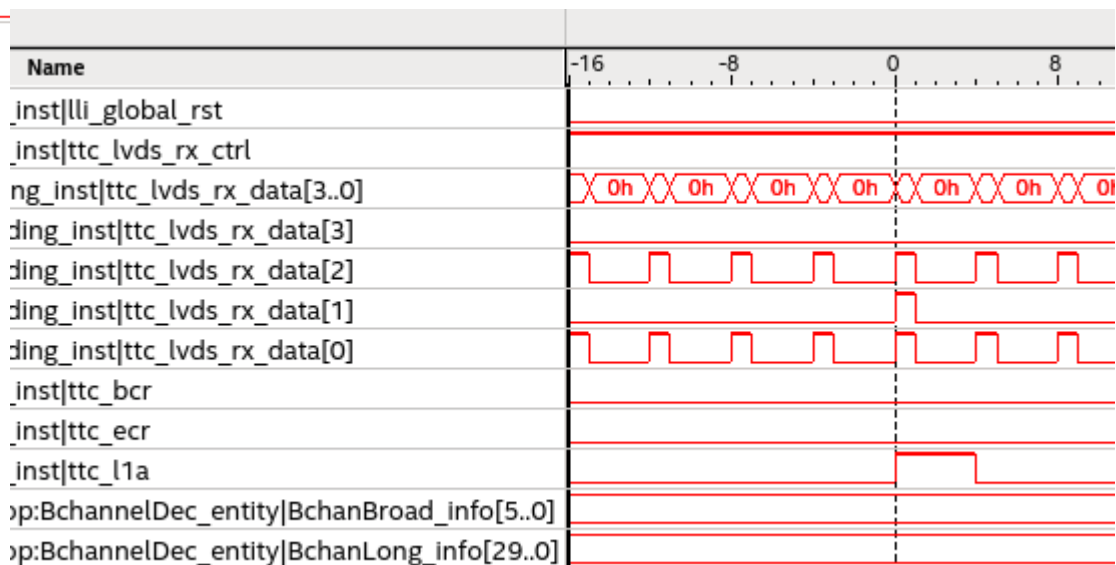 Name
-16 -8 0 8
_inst|lli_global_rst
_inst|ttc_lvds_rx_ctrl
ng_inst|ttc_lvds_rx_data[3..0] 0h 0h 0h 0h 0h 0h 0h
ding_inst|ttc_lvds_rx_data[3]
ding_inst|ttc_lvds_rx_data[2]
ding_inst|ttc_lvds_rx_data[1]
ding_inst|ttc_lvds_rx_data[0]
_inst|ttc_bcr
_inst|ttc_ecr
_inst|ttc_l1a
op:BchannelDec_entity|BchanBroad_info[5..0]
op:BchannelDec_entity|BchanLong_info[29..0]